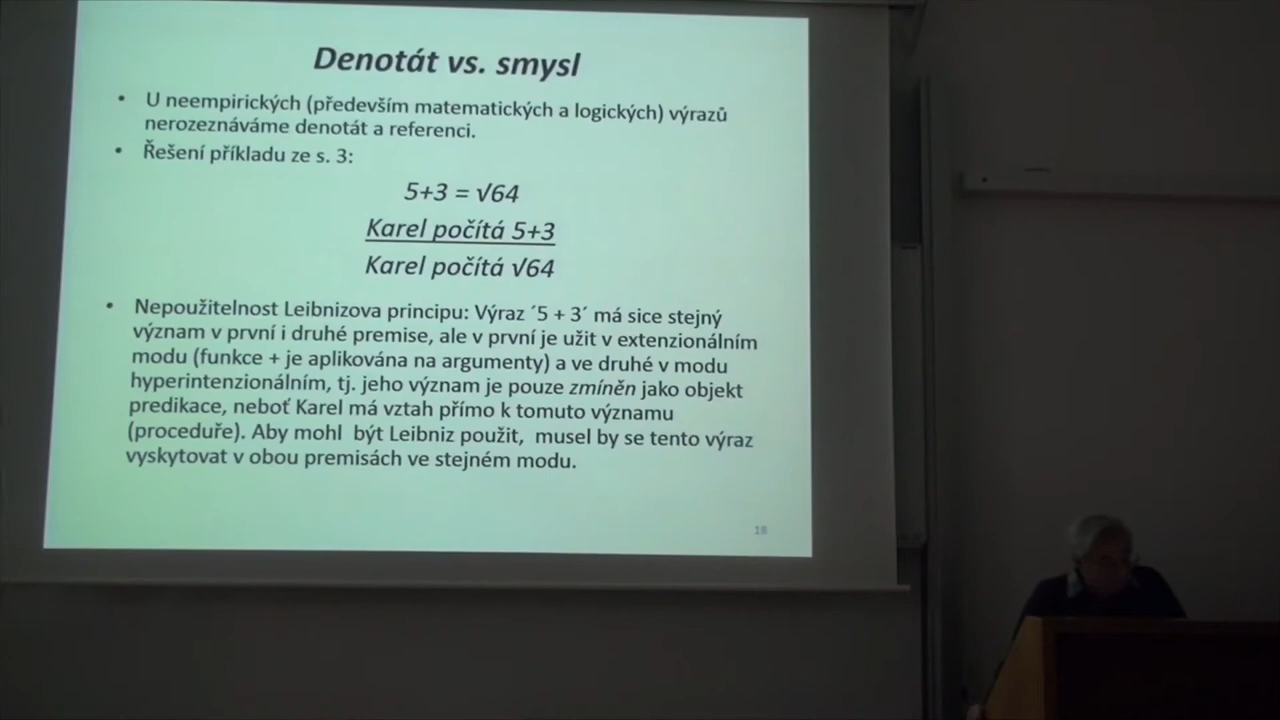 Denotát vs. smysl
• U neempirických (především matematických a logických) výrazů
nerozeznáváme denotát a referenci.
• Řešení příkladu ze s. 3:
5+3 = √64
Karel počítá 5+3
Karel počítá √64
• Nepoužitelnost Leibnizova principu: Výraz ´5 + 3´ má sice stejný
význam v první i druhé premise, ale v první je užit v extenzionálním
modu (funkce + je aplikována na argumenty) a ve druhé v modu
hyperintenzionálním, tj. jeho význam je pouze zmíněn jako objekt
predikace, neboť Karel má vztah přímo k tomuto významu
(proceduře). Aby mohl být Leibniz použit, musel by se tento výraz
vyskytovat v obou premisách ve stejném modu.
18